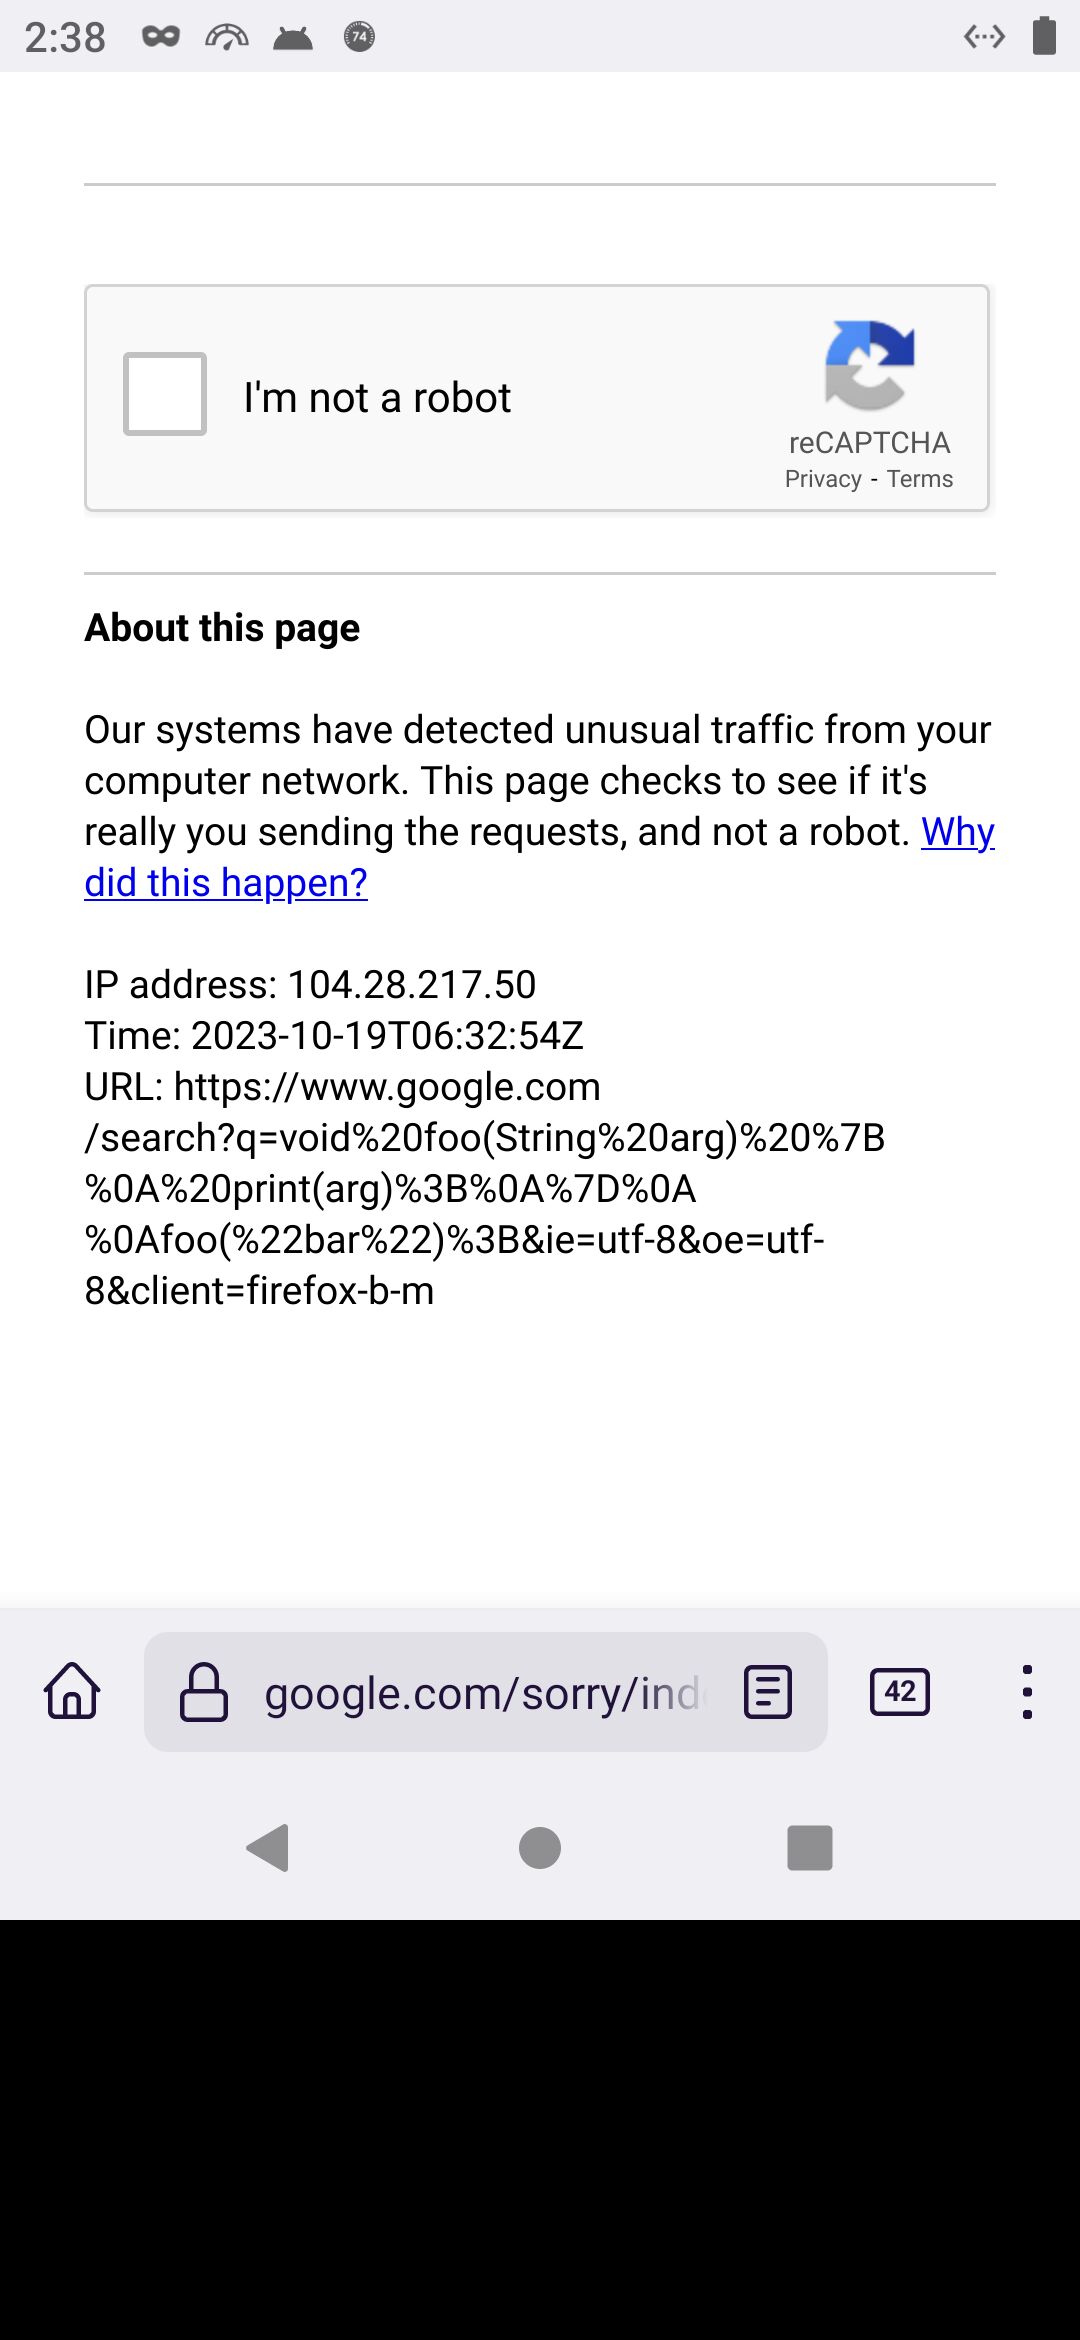 2:38
74
I'm not a robot
reCAPTCHA
Privacy - Terms
About this page
Our systems have detected unusual traffic from your
computer network. This page checks to see if it's
really you sending the requests, and not a robot. Why
did this happen?
IP address: 104.28.217.50
Time: 2023-10-19T06:32:54Z
URL: https://www.google.com
/search?q=void%20foo(String%20arg)%20%7B
%0A%20print(arg)%3B%0A%7D%0A
%0Afoo(%22bar%22)%3B&ie=utf-8&oe=utf-
8&client=firefox-b-m
google.com/sorry/ind
42